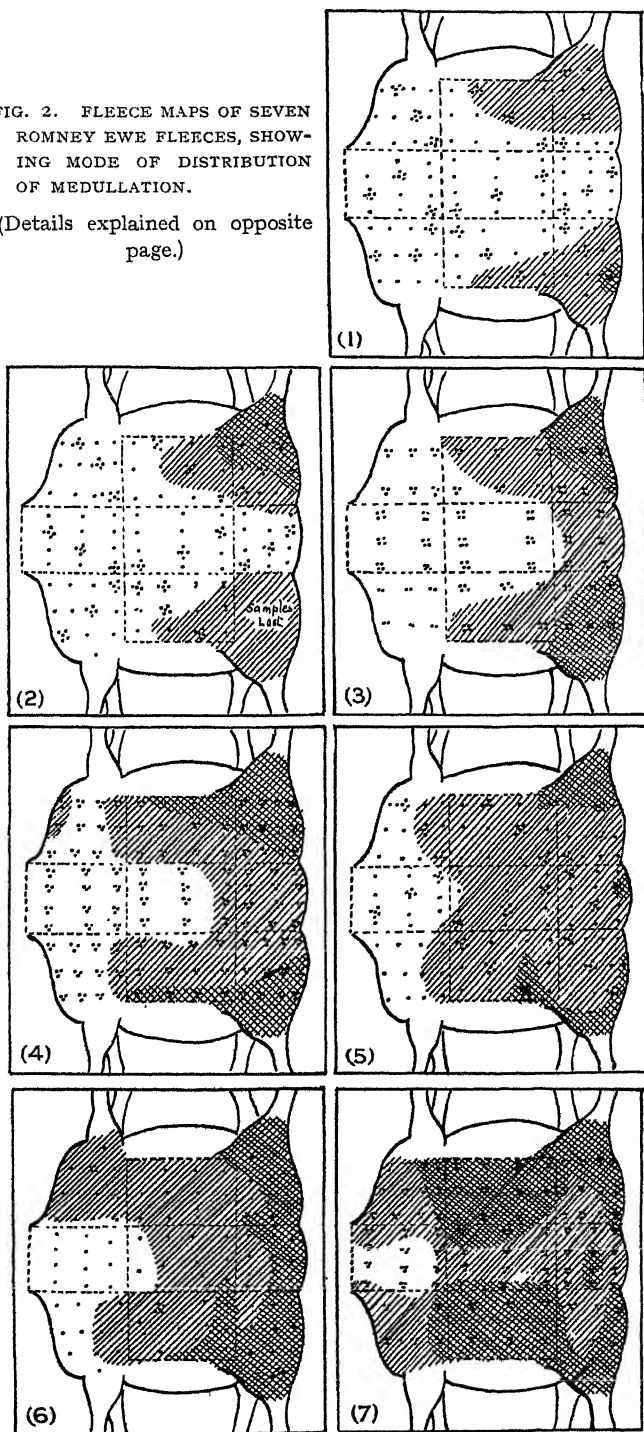 FIG. 2. FLEECE MAPS OF SEVEN
ROMNEY EWE FLEECES, SHOW-
ING MODE OF DISTRIBUTION
OF MEDULLATION.
(Details explained on opposite
page.)
(1)
(2)
Samples
Lost
(3)
(4)
(5)
(6)
(7)